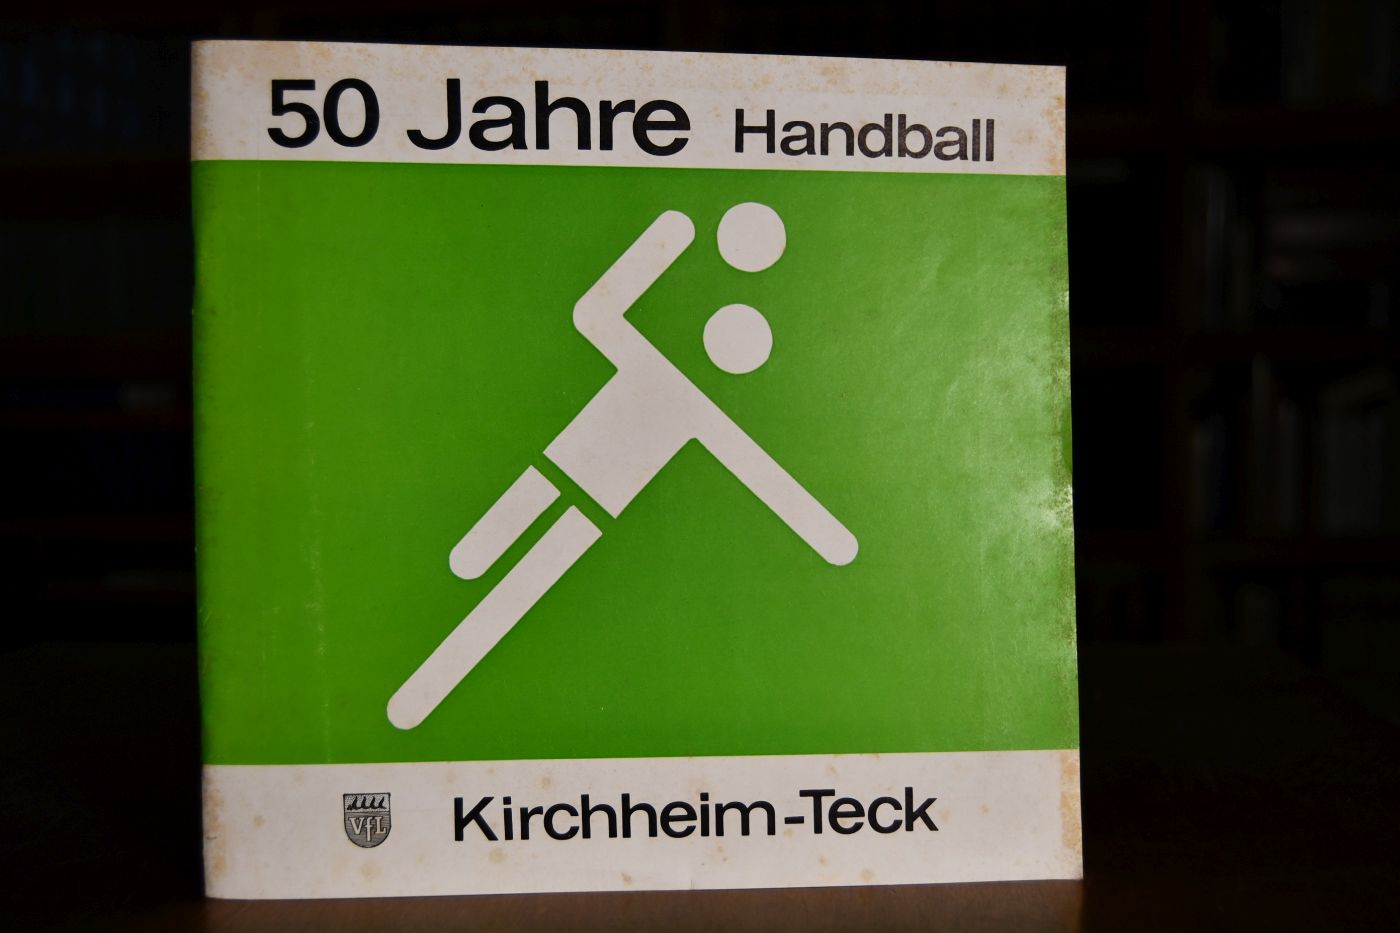 50 Jahre Handball
VfL
Kirchheim-Teck